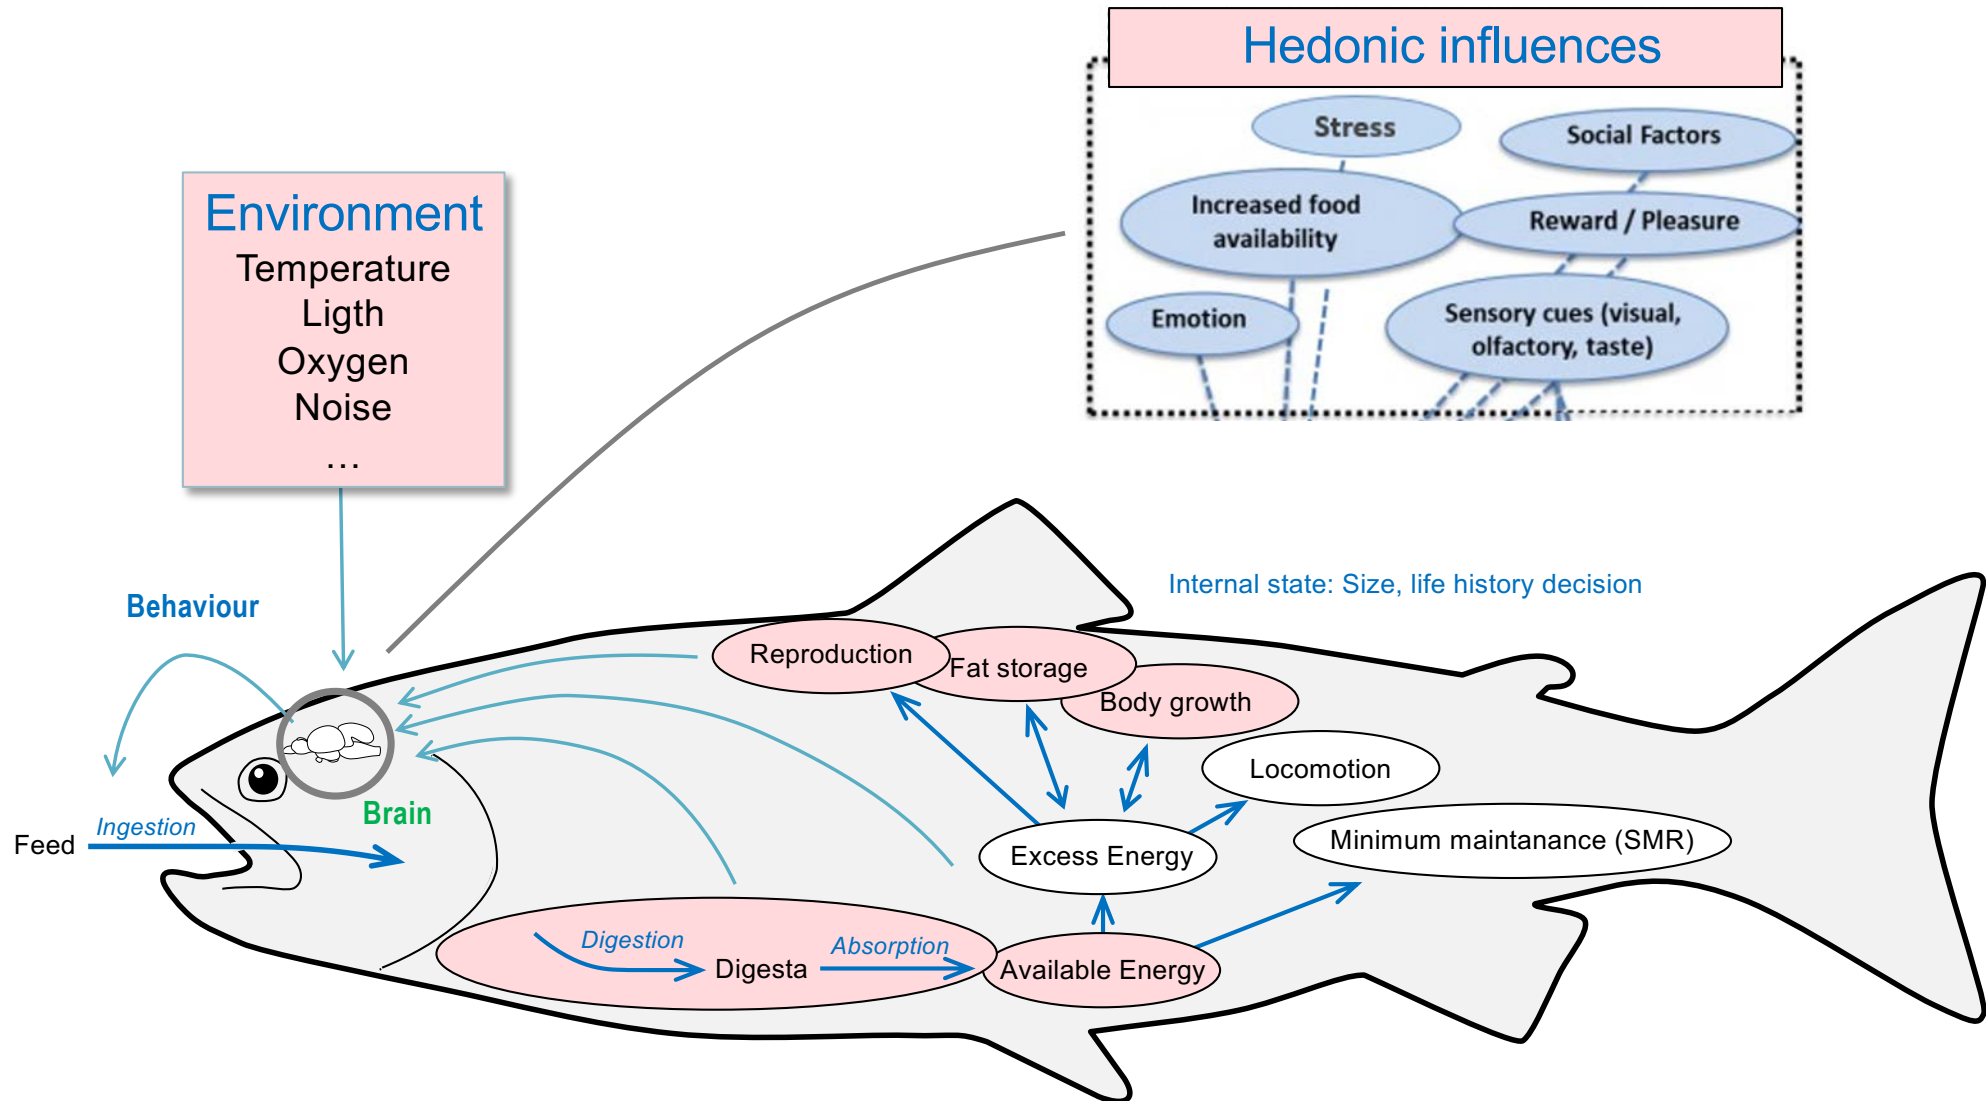 Hedonic influences
Stress
Social Factors
Increased food
availability
Reward / Pleasure
Emotion
Sensory cues (visual,
olfactory, taste)
Environment
Temperature
Ligth
Oxygen
Noise
...
Internal state: Size, life history decision
Behaviour
Reproduction
Fat storage
Body growth
Locomotion
Brain
Feed
Ingestion
Excess Energy
Minimum maintanance (SMR)
Digestion
Digesta
Absorption
Available Energy